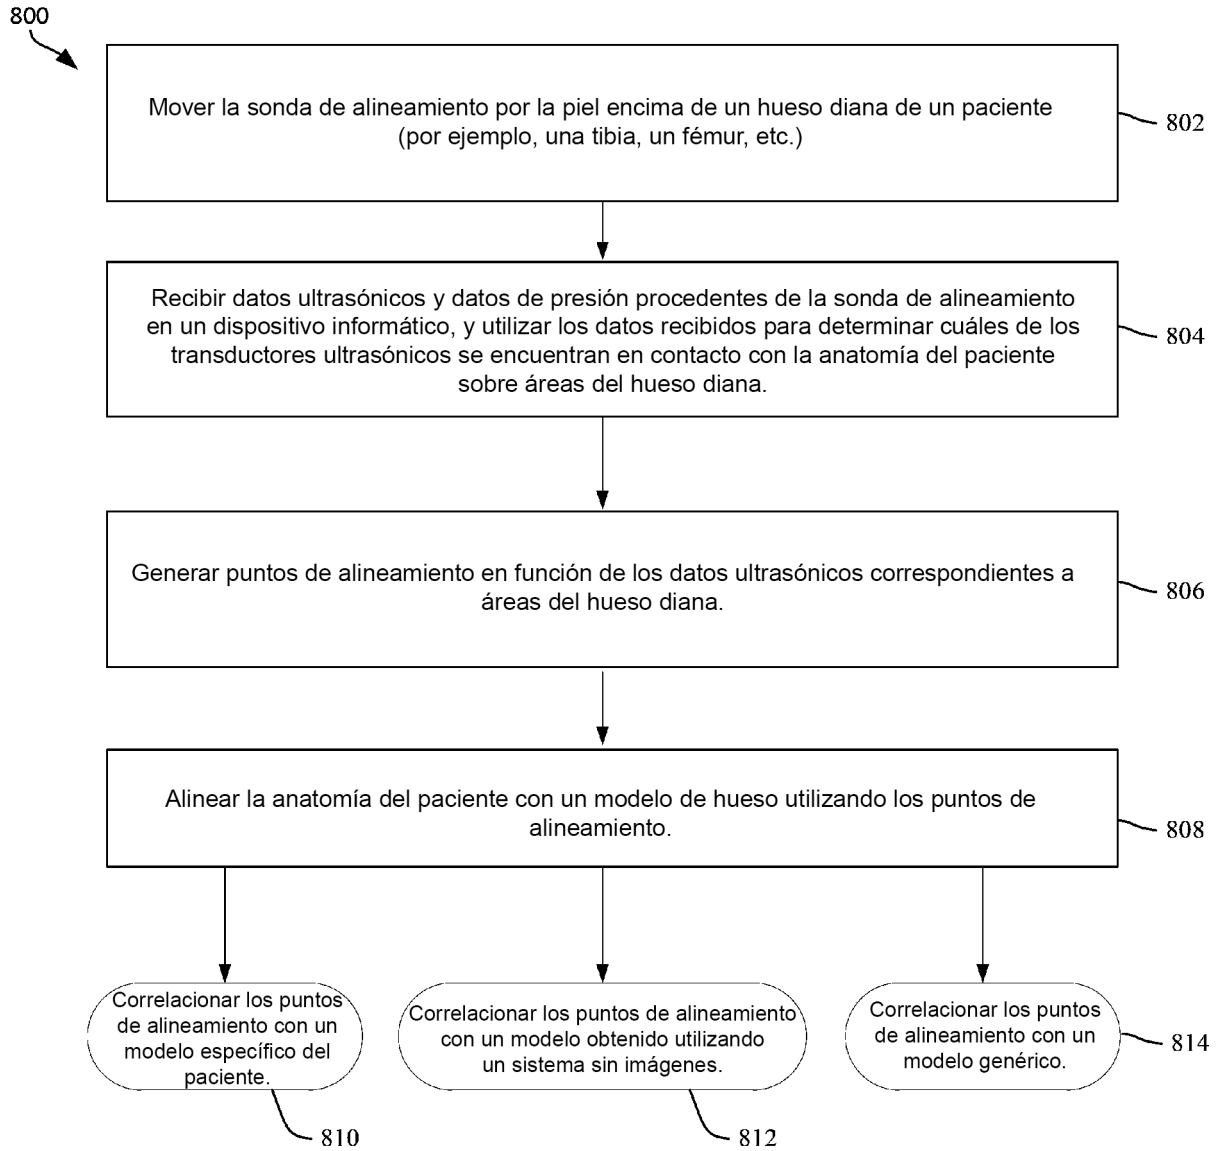 800
Mover la sonda de alineamiento por la piel encima de un hueso diana de un paciente
(por ejemplo, una tibia, un fémur, etc.)
802
Recibir datos ultrasónicos y datos de presión procedentes de la sonda de alineamiento
en un dispositivo informático, y utilizar los datos recibidos para determinar cuáles de los
transductores ultrasónicos se encuentran en contacto con la anatomía del paciente
sobre áreas del hueso diana.
804
Generar puntos de alineamiento en función de los datos ultrasónicos correspondientes a
áreas del hueso diana.
806
Alinear la anatomía del paciente con un modelo de hueso utilizando los puntos de
alineamiento.
808
Correlacionar los puntos
de alineamiento con un
modelo específico del
paciente.
810
Correlacionar los puntos de alineamiento
con un modelo obtenido utilizando
un sistema sin imágenes.
812
Correlacionar los puntos
de alineamiento con un
modelo genérico.
814